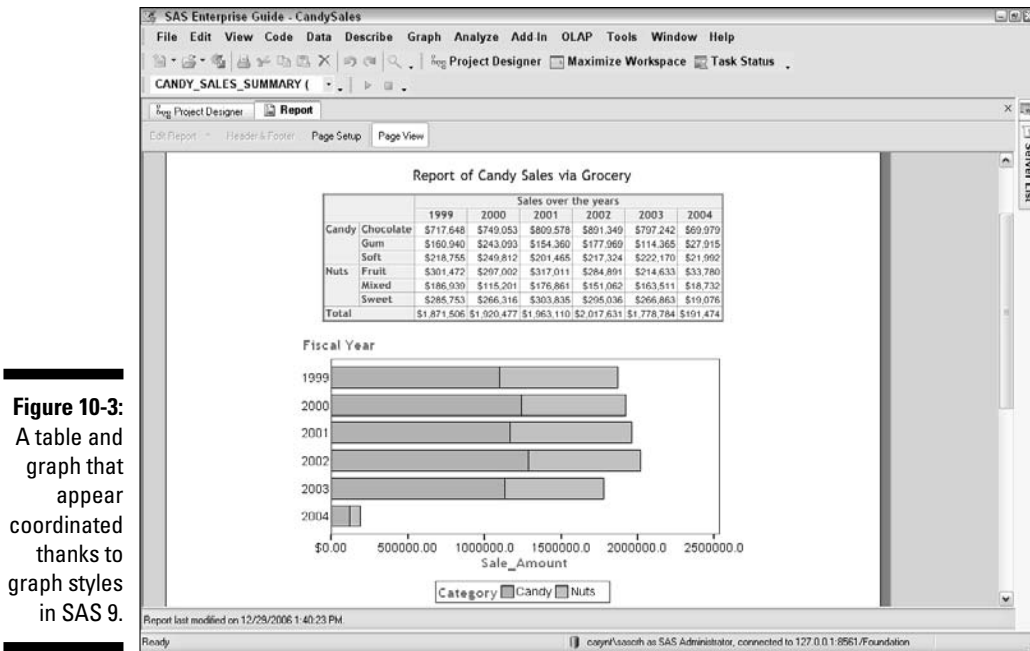 SAS Enterprise Guide - CandySales
File Edit View Code Data Describe Graph Analyze Add-In OLAP Tools Window Help
Project Designer Maximize Workspace Task Status
CANDY_SALES_SUMMARY (
Project Designer Report
Edit Report Header & Footer Page Setup Page View
Server List
Report of Candy Sales via Grocery
Sales over the years
1999 2000 2001 2002 2003 2004
Candy Chocolate $717,648 $749,053 $809,578 $891,349 $797,242 $69,979
Gum $160,940 $243,093 $154,360 $177,969 $114,365 $27,915
Soft $218,755 $249,812 $201,465 $217,324 $222,170 $21,992
Nuts Fruit $301,472 $297,002 $317,011 $284,891 $214,633 $33,780
Mixed $186,939 $115,201 $176,861 $151,062 $163,511 $18,732
Sweet $285,753 $266,316 $303,835 $295,036 $266,863 $19,076
Total $1,871,506 $1,920,477 $1,963,110 $2,017,631 $1,778,784 $191,474
Fiscal Year
1999
2000
2001
2002
2003
2004
$0.00 500000.00 1000000.0 1500000.0 2000000.0 2500000.0
Sale_Amount
Category Candy Nuts
Report last modified on 12/29/2006 1:40:23 PM.
Ready as SAS Administrator, connected to 127.0.0.1:8561/Foundation
Figure 10-3:
A table and
graph that
appear
coordinated
thanks to
graph styles
in SAS 9.